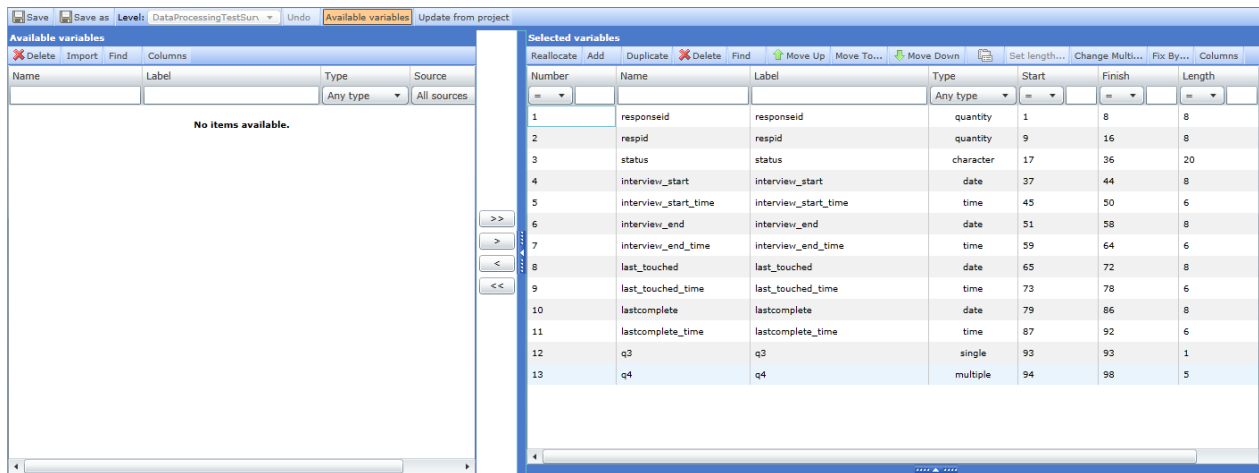 Save Save as Level: DataProcessingTestSurv Undo Available variables Update from project
Available variables
Delete Import Find Columns
Name Label Type Source
Any type All sources
No items available.
>>
>
<
<<
Selected variables
Reallocate Add Duplicate Delete Find Move Up Move To... Move Down Set length... Change Multi... Fix By... Columns
Number Name Label Type Start Finish Length
= Any type = = =
1 responseid responseid quantity 1 8 8
2 respid respid quantity 9 16 8
3 status status character 17 36 20
4 interview_start interview_start date 37 44 8
5 interview_start_time interview_start_time time 45 50 6
6 interview_end interview_end date 51 58 8
7 interview_end_time interview_end_time time 59 64 6
8 last_touched last_touched date 65 72 8
9 last_touched_time last_touched_time time 73 78 6
10 lastcomplete lastcomplete date 79 86 8
11 lastcomplete_time lastcomplete_time time 87 92 6
12 q3 q3 single 93 93 1
13 q4 q4 multiple 94 98 5